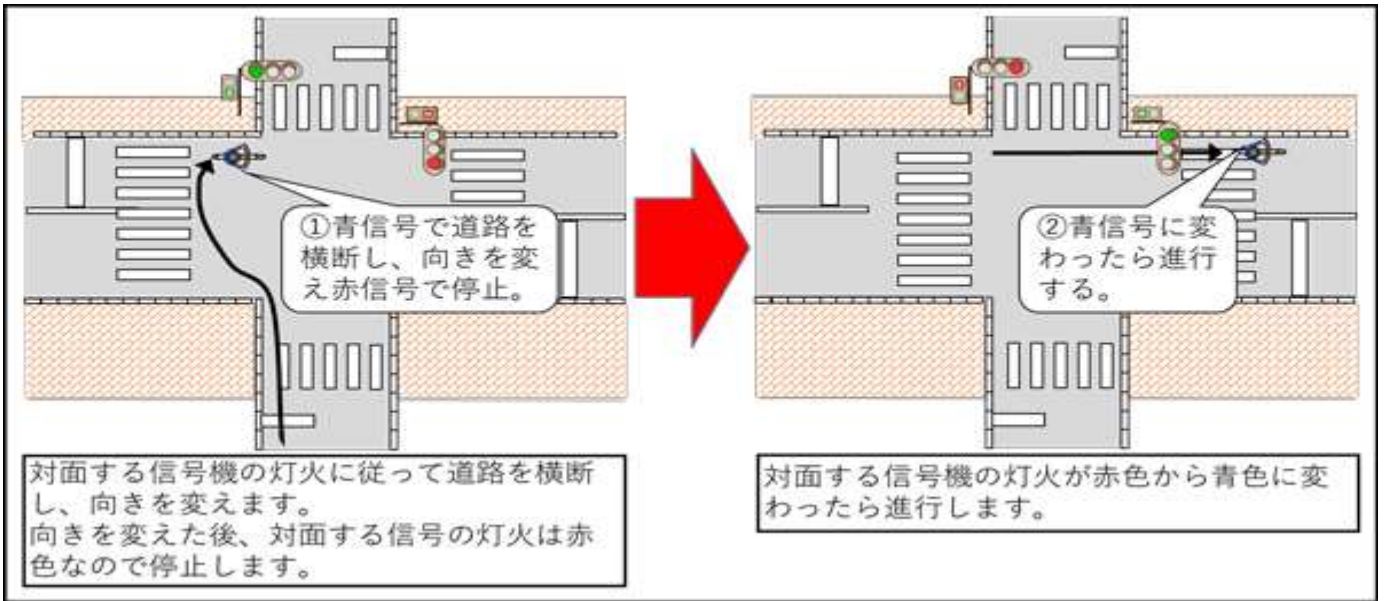 ①青信号で道路を
横断し、向きを変
え赤信号で停止。
対面する信号機の灯火に従って道路を横断
し、向きを変えます。
向きを変えた後、対面する信号の灯火は赤
色なので停止します。
②青信号に変
わったら進行
する。
対面する信号機の灯火が赤色から青色に変
わったら進行します。